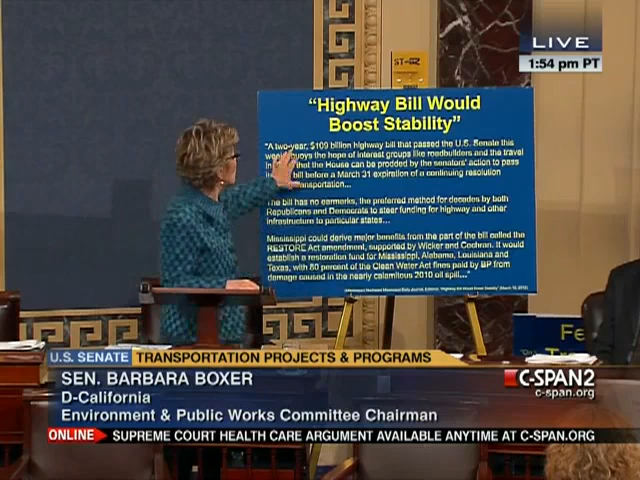 LIVE
1:54 pm PT
"Highway Bill Would
Boost Stability"
"A two-year, $109 billion highway bill that passed the U.S. Senate this
buoys the hope of interest groups like roadbuilders and the travel
that the House can be prodded by the senators' action to pass
bill before a March 31 expiration of a continuing resolution
transportation...
The bill has no earmarks, the preferred method for decades by both
Republicans and Democrats to steer funding for highway and other
infrastructure to particular states...
Mississippi could derive major benefits from the part of the bill called the
RESTORE Act amendment, supported by Wicker and Cochran. It would
establish a restoration fund for Mississippi, Alabama, Louisiana and
Texas, with 80 percent of the Clean Water Act fines paid by BP from
damage caused in the nearly calamitous 2010 oil spill..."
Fe
U.S. SENATE TRANSPORTATION PROJECTS & PROGRAMS
SEN. BARBARA BOXER
D-California
Environment & Public Works Committee Chairman
C-SPAN2
c-span.org
ONLINE SUPREME COURT HEALTH CARE ARGUMENT AVAILABLE ANYTIME AT C-SPAN.ORG